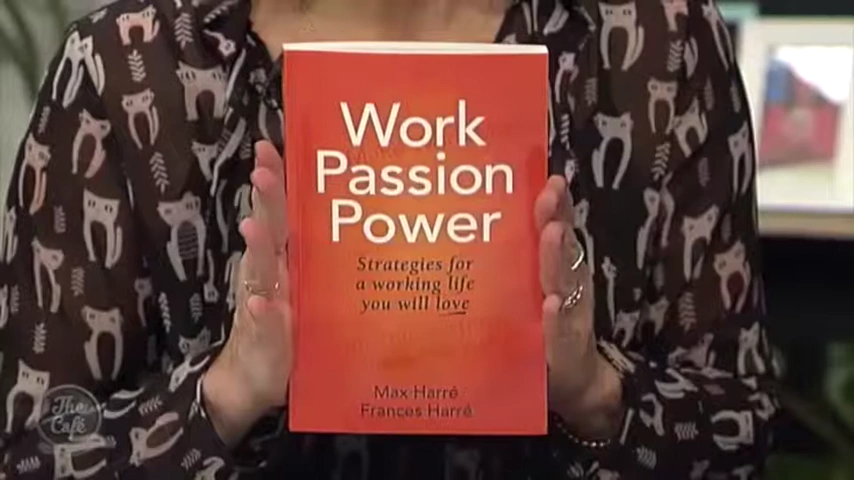 Work
Passion
Power
Strategies for
a working life
you will love
Max Harré
Frances Harré
The
Café